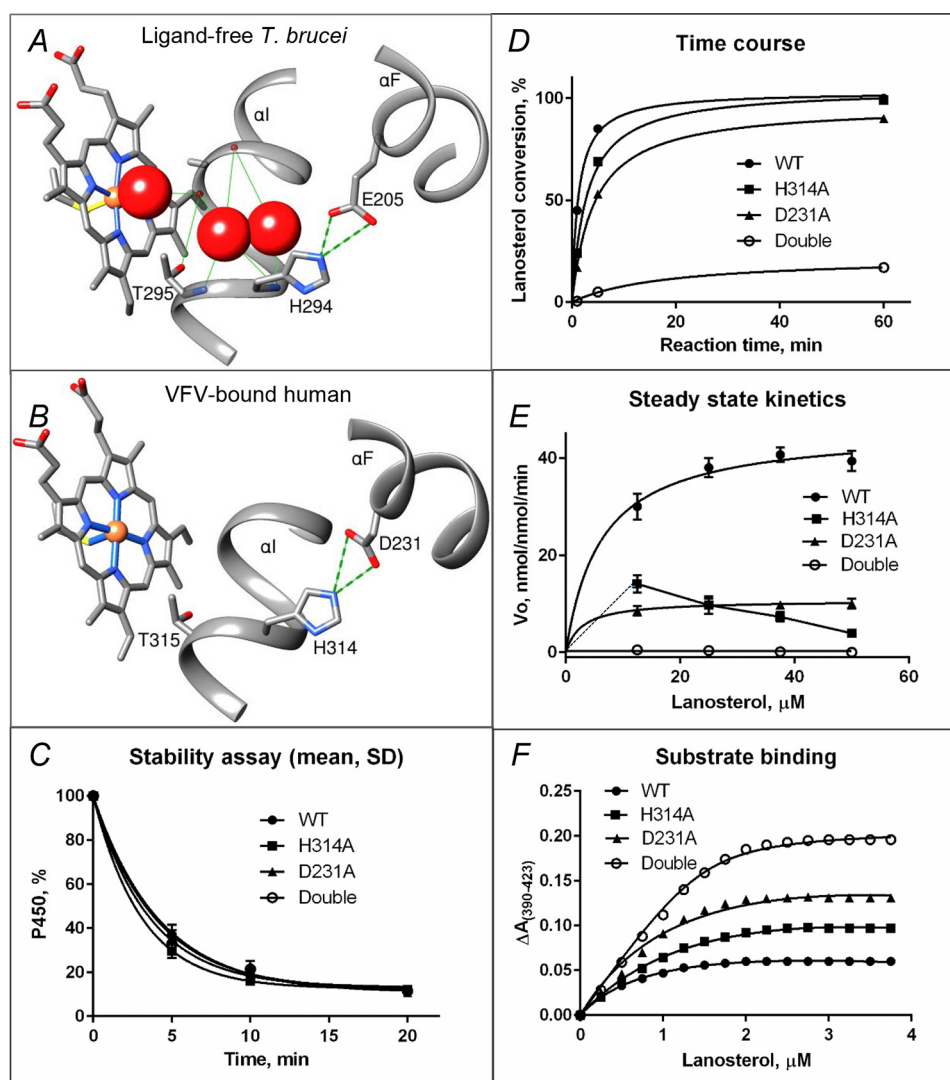 A
Ligand-free T. brucei
αF
αI
E205
T295
H294
B
VFV-bound human
αF
αI
D231
T315
H314
C
Stability assay (mean, SD)
P450, %
100
80
60
40
20
0
WT
H314A
D231A
Double
0 5 10 15 20
Time, min
D
Time course
Lanosterol conversion, %
100
50
0
WT
H314A
D231A
Double
0 20 40 60
Reaction time, min
E
Steady state kinetics
Vo, nmol/nmol/min
40
20
0
WT
H314A
D231A
Double
0 20 40 60
Lanosterol, μM
F
Substrate binding
ΔA(390-423)
0.25
0.20
0.15
0.10
0.05
0.00
WT
H314A
D231A
Double
0 1 2 3 4
Lanosterol, μM